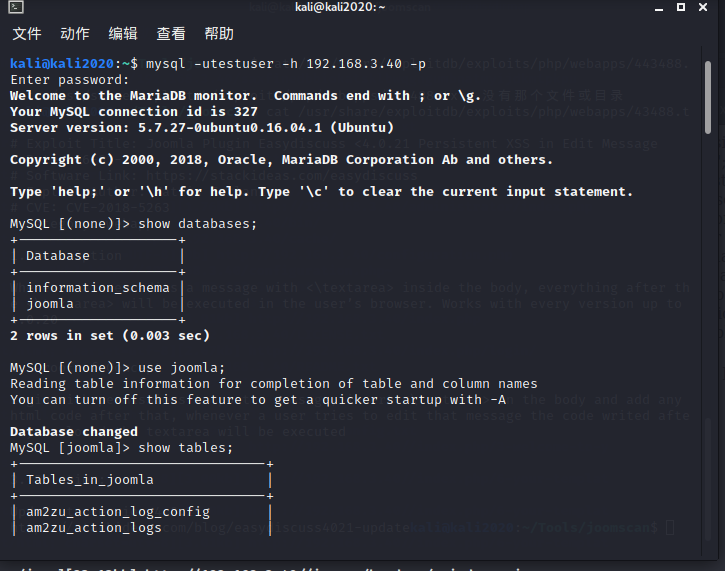 kali@kali2020: ~
文件 动作 编辑 查看 帮助
kali@kali2020:~$ mysql -utestuser -h 192.168.3.40 -p
Enter password:
Welcome to the MariaDB monitor.  Commands end with ; or \g.
Your MySQL connection id is 327
Server version: 5.7.27-0ubuntu0.16.04.1 (Ubuntu)
Copyright (c) 2000, 2018, Oracle, MariaDB Corporation Ab and others.
Type 'help;' or '\h' for help. Type '\c' to clear the current input statement.
MySQL [(none)]> show databases;
+--------------------+
| Database           |
+--------------------+
| information_schema |
| joomla             |
+--------------------+
2 rows in set (0.003 sec)
MySQL [(none)]> use joomla;
Reading table information for completion of table and column names
You can turn off this feature to get a quicker startup with -A
Database changed
MySQL [joomla]> show tables;
+-------------------------------+
| Tables_in_joomla              |
+-------------------------------+
| am2zu_action_log_config       |
| am2zu_action_logs             |